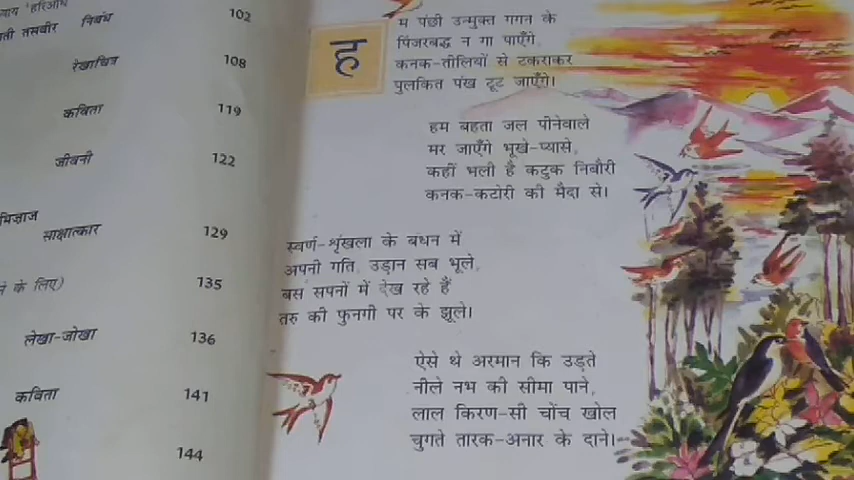 102
ती तसवीर निबंध
रेखाचित्र 108
कविता 119
जीवनी 122
मिज़ाज
साक्षात्कार 129
ने के लिए) 135
लेखा-जोखा 136
कविता 141
144
हम पंछी उन्मुक्त गगन के
पिंजरबद्ध न गा पाएँगे,
कनक-तीलियों से टकराकर
पुलकित पंख टूट जाएँगे।
हम बहता जल पीनेवाले
मर जाएँगे भूखे-प्यासे,
कहीं भली है कटुक निबौरी
कनक-कटोरी की मैदा से।
स्वर्ण-शृंखला के बंधन में
अपनी गति, उड़ान सब भूले,
बस सपनों में देख रहे हैं
तरु की फुनगी पर के झूले।
ऐसे थे अरमान कि उड़ते
नीले नभ की सीमा पाने,
लाल किरण-सी चोंच खोल
चुगते तारक-अनार के दाने।